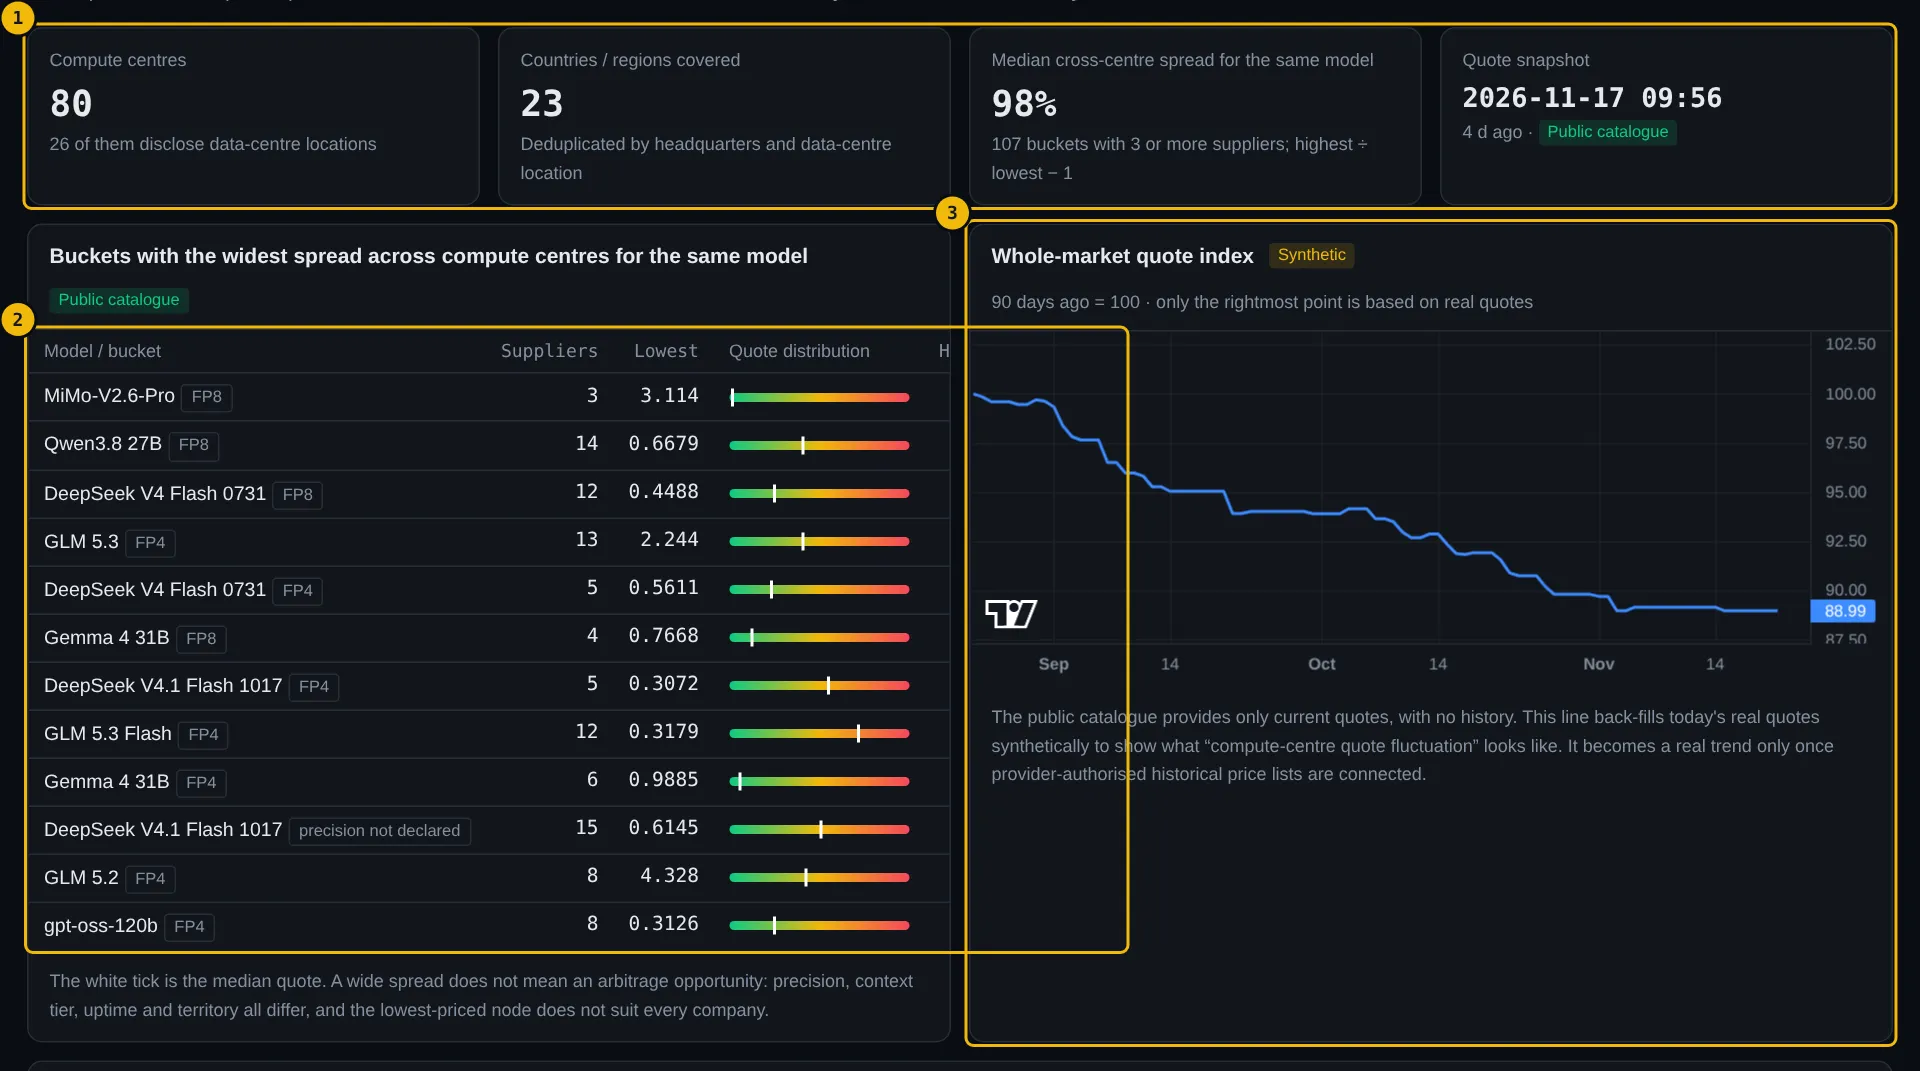 1
Compute centres
80
26 of them disclose data-centre locations
Countries / regions covered
23
Deduplicated by headquarters and data-centre
location
Median cross-centre spread for the same model
98%
107 buckets with 3 or more suppliers; highest ÷
lowest − 1
Quote snapshot
2026-11-17 09:56
4 d ago · Public catalogue
Buckets with the widest spread across compute centres for the same model
Public catalogue
2
Model / bucket Suppliers Lowest Quote distribution H
MiMo-V2.6-Pro FP8 3 3.114
Qwen3.8 27B FP8 14 0.6679
DeepSeek V4 Flash 0731 FP8 12 0.4488
GLM 5.3 FP4 13 2.244
DeepSeek V4 Flash 0731 FP4 5 0.5611
Gemma 4 31B FP8 4 0.7668
DeepSeek V4.1 Flash 1017 FP4 5 0.3072
GLM 5.3 Flash FP4 12 0.3179
Gemma 4 31B FP4 6 0.9885
DeepSeek V4.1 Flash 1017 precision not declared 15 0.6145
GLM 5.2 FP4 8 4.328
gpt-oss-120b FP4 8 0.3126
The white tick is the median quote. A wide spread does not mean an arbitrage opportunity: precision, context
tier, uptime and territory all differ, and the lowest-priced node does not suit every company.
3
Whole-market quote index Synthetic
90 days ago = 100 · only the rightmost point is based on real quotes
102.50
100.00
97.50
95.00
92.50
90.00
88.99
87.50
Sep 14 Oct 14 Nov 14
The public catalogue provides only current quotes, with no history. This line back-fills today's real quotes
synthetically to show what “compute-centre quote fluctuation” looks like. It becomes a real trend only once
provider-authorised historical price lists are connected.